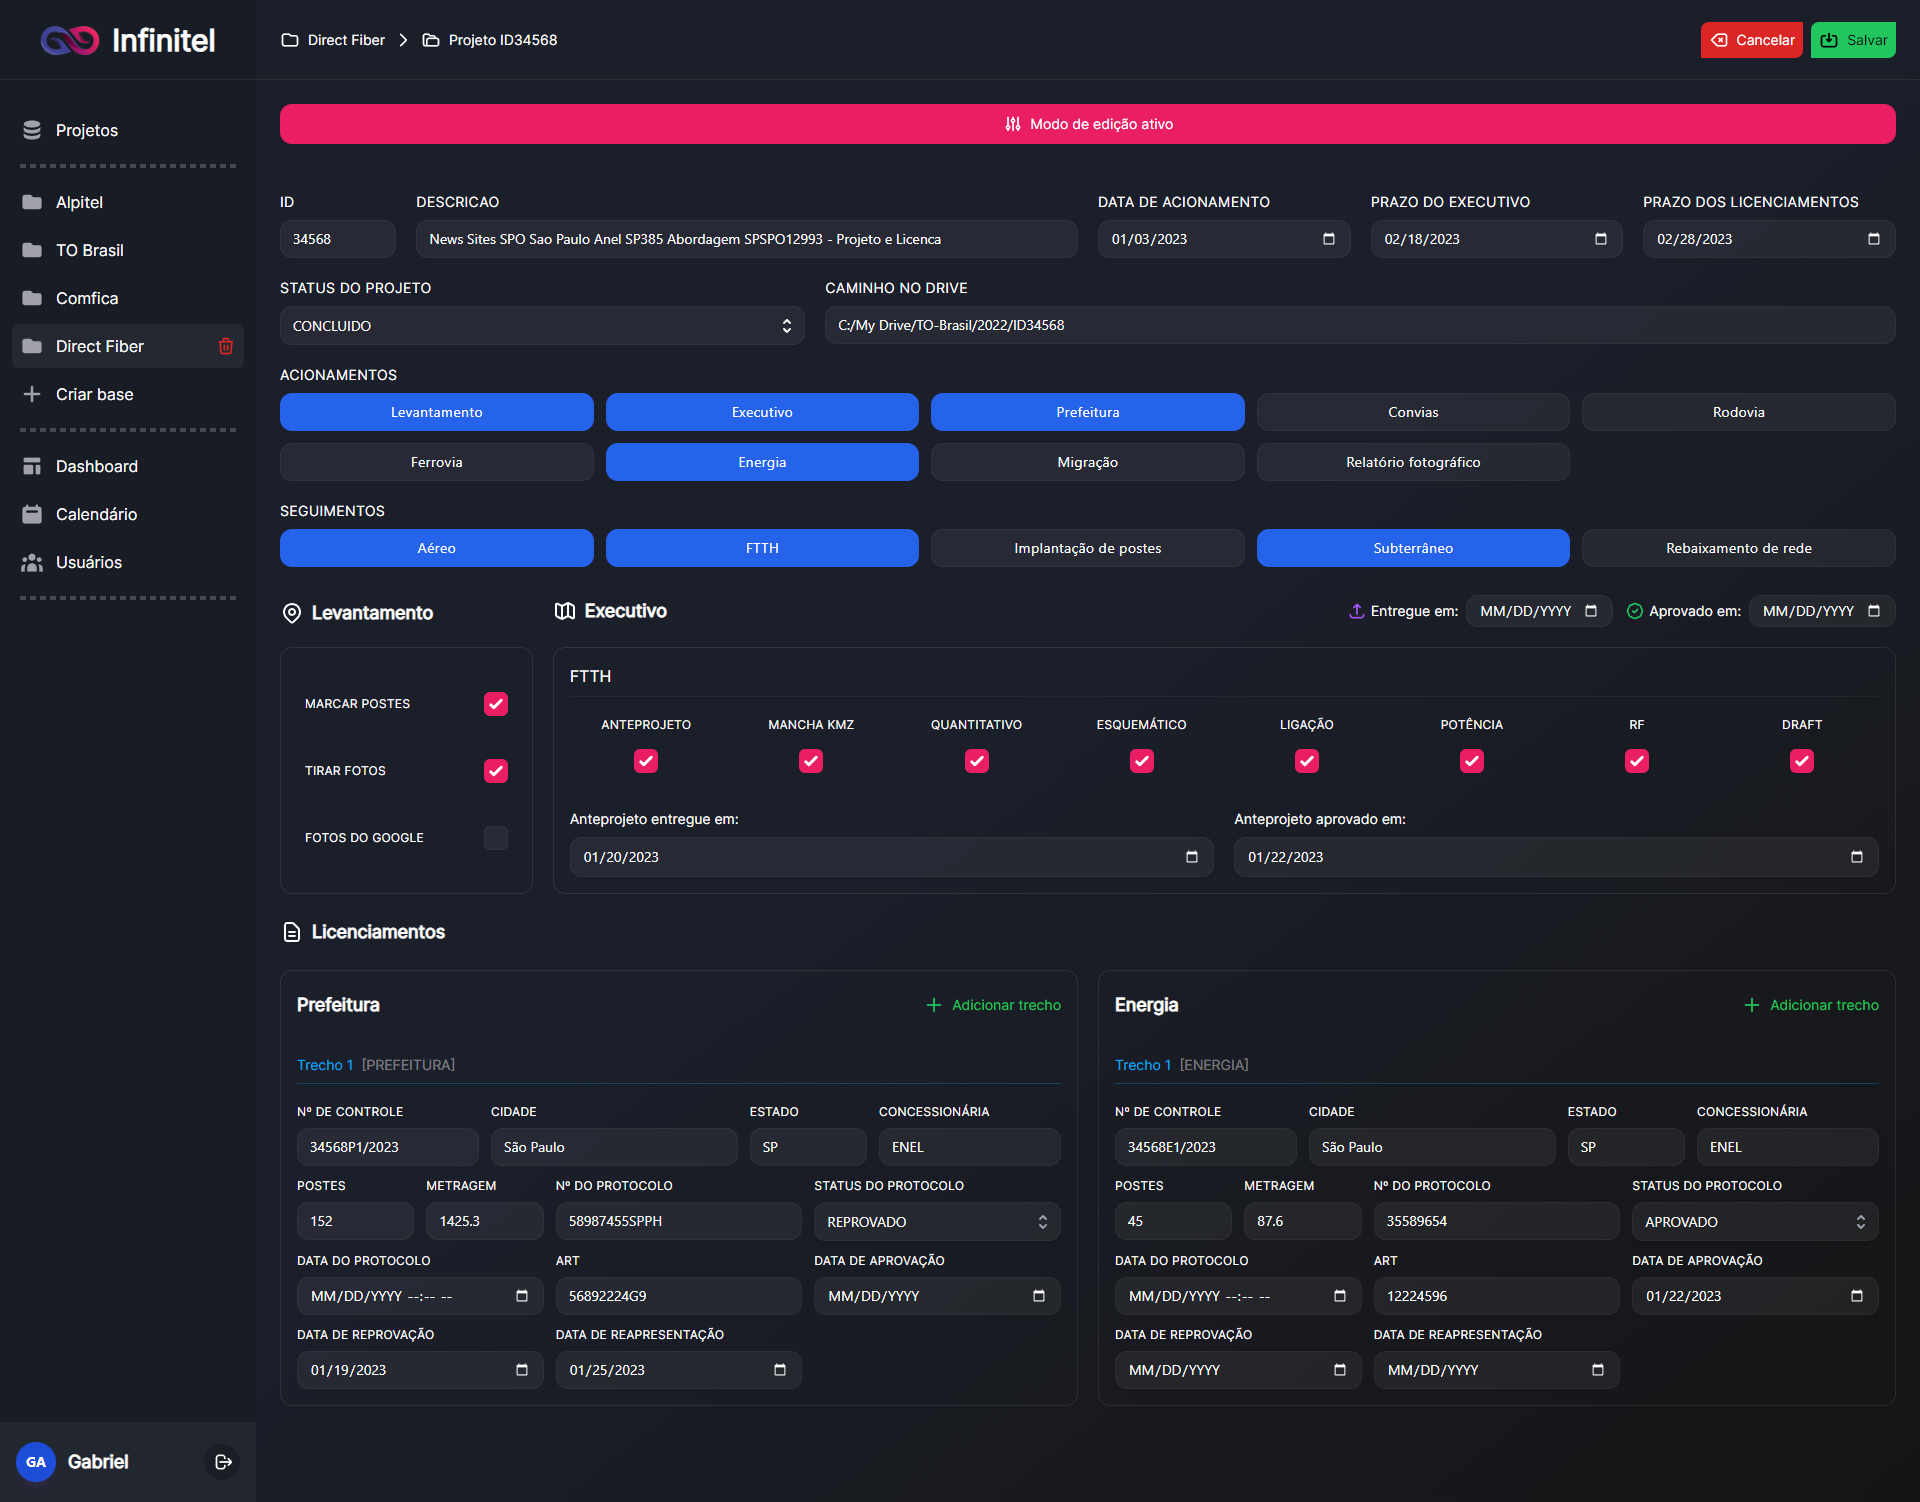 Infinitel
Direct Fiber
Projeto ID34568
Cancelar
Salvar
Projetos
Alpitel
TO Brasil
Comfica
Direct Fiber
Criar base
Dashboard
Calendário
Usuários
Modo de edição ativo
ID DESCRICAO DATA DE ACIONAMENTO PRAZO DO EXECUTIVO PRAZO DOS LICENCIAMENTOS
34568 News Sites SPO Sao Paulo Anel SP385 Abordagem SPSPO12993 - Projeto e Licenca 01/03/2023 02/18/2023 02/28/2023
STATUS DO PROJETO CAMINHO NO DRIVE
CONCLUIDO C:/My Drive/TO-Brasil/2022/ID34568
ACIONAMENTOS
Levantamento Executivo Prefeitura Convias Rodovia
Ferrovia Energia Migração Relatório fotográfico
SEGUIMENTOS
Aéreo FTTH Implantação de postes Subterrâneo Rebaixamento de rede
Levantamento
MARCAR POSTES
TIRAR FOTOS
FOTOS DO GOOGLE
Executivo Entregue em: MM/DD/YYYY Aprovado em: MM/DD/YYYY
FTTH
ANTEPROJETO MANCHA KMZ QUANTITATIVO ESQUEMÁTICO LIGAÇÃO POTÊNCIA RF DRAFT
Anteprojeto entregue em: Anteprojeto aprovado em:
01/20/2023 01/22/2023
Licenciamentos
Prefeitura Adicionar trecho
Trecho 1 [PREFEITURA]
Nº DE CONTROLE CIDADE ESTADO CONCESSIONÁRIA
34568P1/2023 São Paulo SP ENEL
POSTES METRAGEM Nº DO PROTOCOLO STATUS DO PROTOCOLO
152 1425.3 58987455SPPH REPROVADO
DATA DO PROTOCOLO ART DATA DE APROVAÇÃO
MM/DD/YYYY --:-- -- 56892224G9 MM/DD/YYYY
DATA DE REPROVAÇÃO DATA DE REAPRESENTAÇÃO
01/19/2023 01/25/2023
Energia Adicionar trecho
Trecho 1 [ENERGIA]
Nº DE CONTROLE CIDADE ESTADO CONCESSIONÁRIA
34568E1/2023 São Paulo SP ENEL
POSTES METRAGEM Nº DO PROTOCOLO STATUS DO PROTOCOLO
45 87.6 35589654 APROVADO
DATA DO PROTOCOLO ART DATA DE APROVAÇÃO
MM/DD/YYYY --:-- -- 12224596 01/22/2023
DATA DE REPROVAÇÃO DATA DE REAPRESENTAÇÃO
MM/DD/YYYY MM/DD/YYYY
GA Gabriel